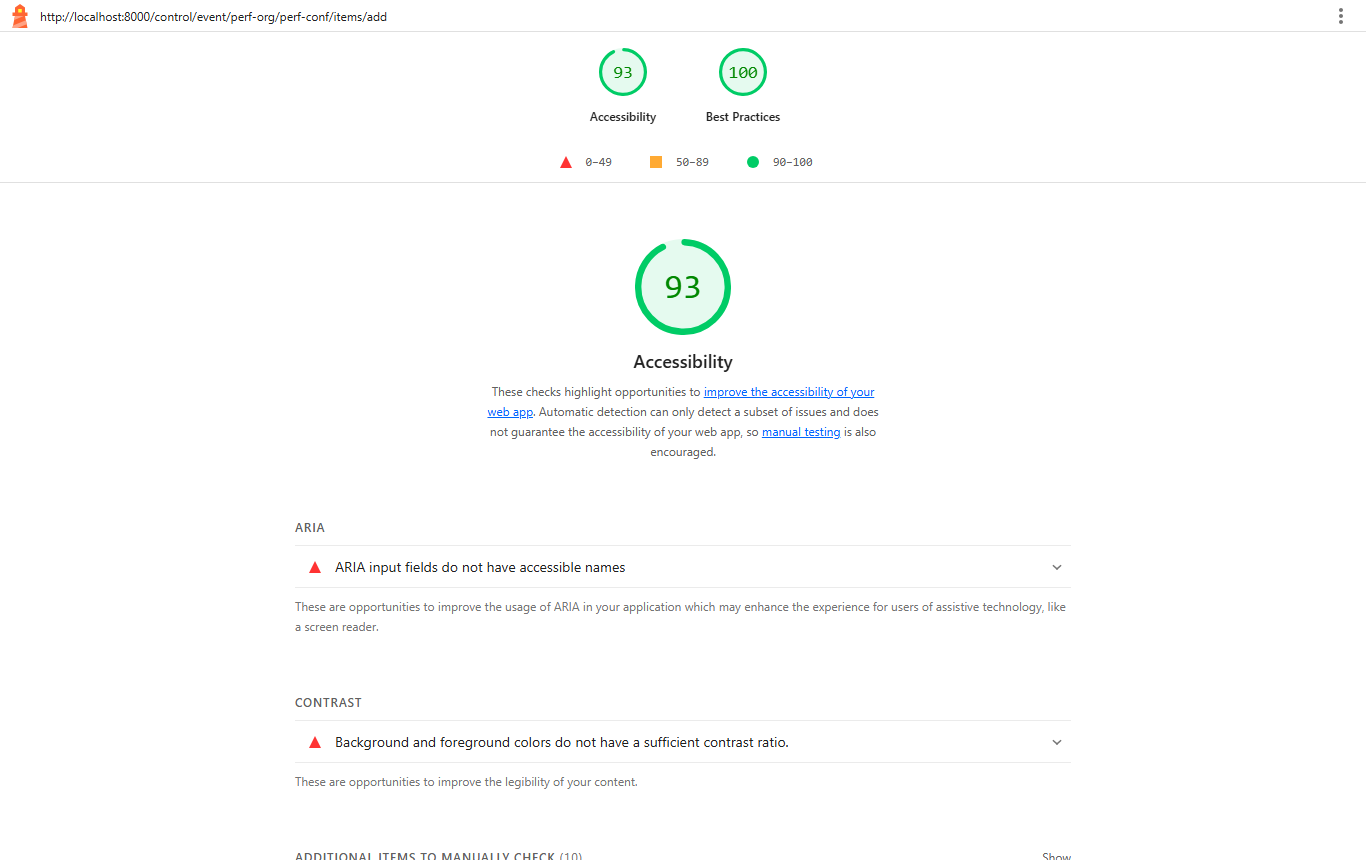 http://localhost:8000/control/event/perf-org/perf-conf/items/add
93
100
Accessibility
Best Practices
0–49
50–89
90–100
93
Accessibility
These checks highlight opportunities to improve the accessibility of your
web app. Automatic detection can only detect a subset of issues and does
not guarantee the accessibility of your web app, so manual testing is also
encouraged.
ARIA
ARIA input fields do not have accessible names
These are opportunities to improve the usage of ARIA in your application which may enhance the experience for users of assistive technology, like
a screen reader.
CONTRAST
Background and foreground colors do not have a sufficient contrast ratio.
These are opportunities to improve the legibility of your content.
ADDITIONAL ITEMS TO MANUALLY CHECK (10)
Show